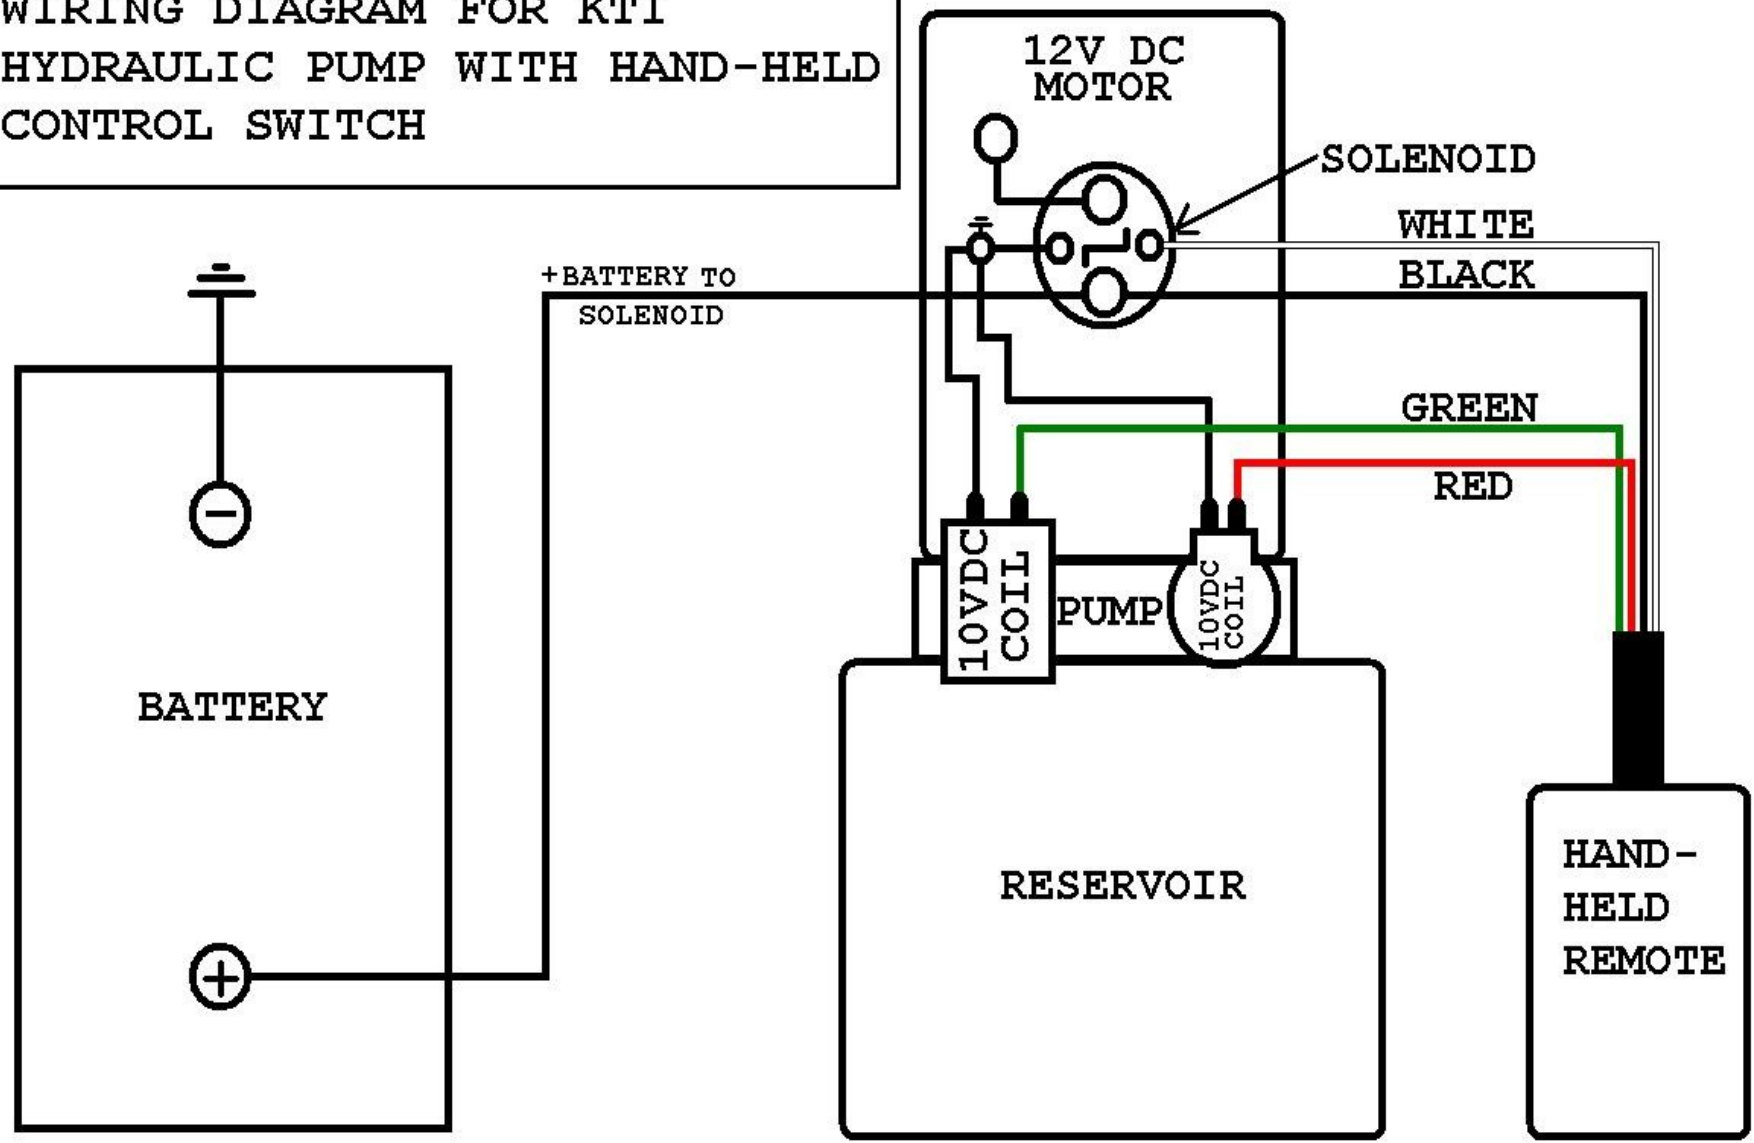 WIRING DIAGRAM FOR KTI
HYDRAULIC PUMP WITH HAND-HELD
CONTROL SWITCH
12V DC
MOTOR
SOLENOID
WHITE
BLACK
+BATTERY TO
SOLENOID
GREEN
RED
10VDC
COIL
PUMP
10VDC
COIL
BATTERY
RESERVOIR
HAND-
HELD
REMOTE